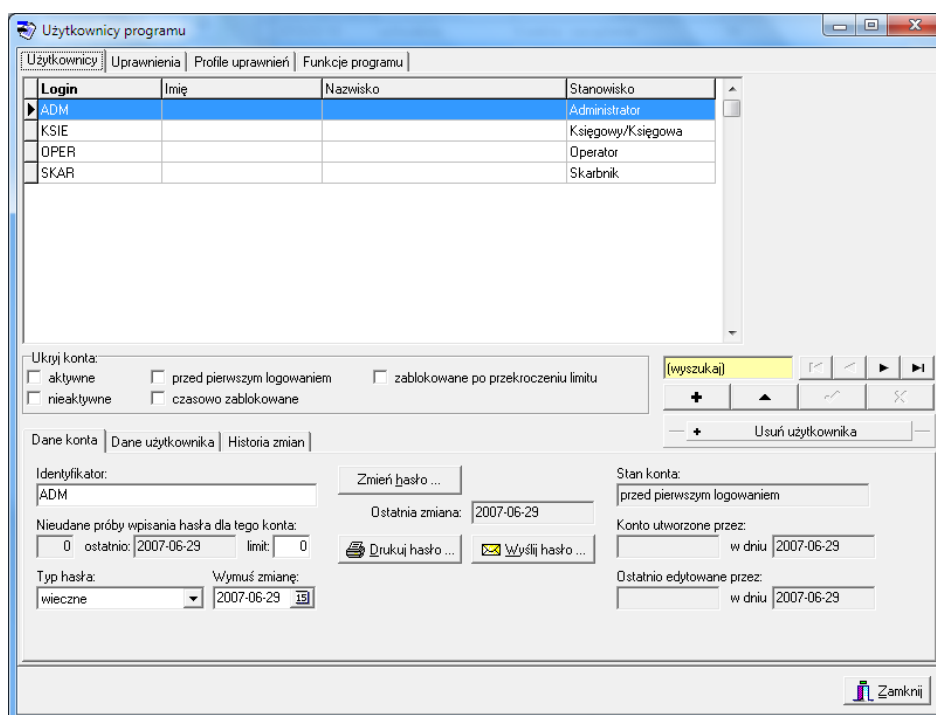 Użytkownicy programu
Użytkownicy Uprawnienia Profile uprawnień Funkcje programu
Login Imię Nazwisko Stanowisko
ADM Administrator
KSIE Księgowy/Księgowa
OPER Operator
SKAR Skarbnik
Ukryj konta:
aktywne przed pierwszym logowaniem zablokowane po przekroczeniu limitu
nieaktywne czasowo zablokowane
(wyszukaj)
Usuń użytkownika
Dane konta Dane użytkownika Historia zmian
Identyfikator:
ADM
Nieudane próby wpisania hasła dla tego konta:
0 ostatnio: 2007-06-29 limit: 0
Typ hasła: Wymuś zmianę:
wieczne 2007-06-29 15
Zmień hasło ...
Ostatnia zmiana: 2007-06-29
Drukuj hasło ... Wyślij hasło ...
Stan konta:
przed pierwszym logowaniem
Konto utworzone przez:
w dniu 2007-06-29
Ostatnio edytowane przez:
w dniu 2007-06-29
Zamknij